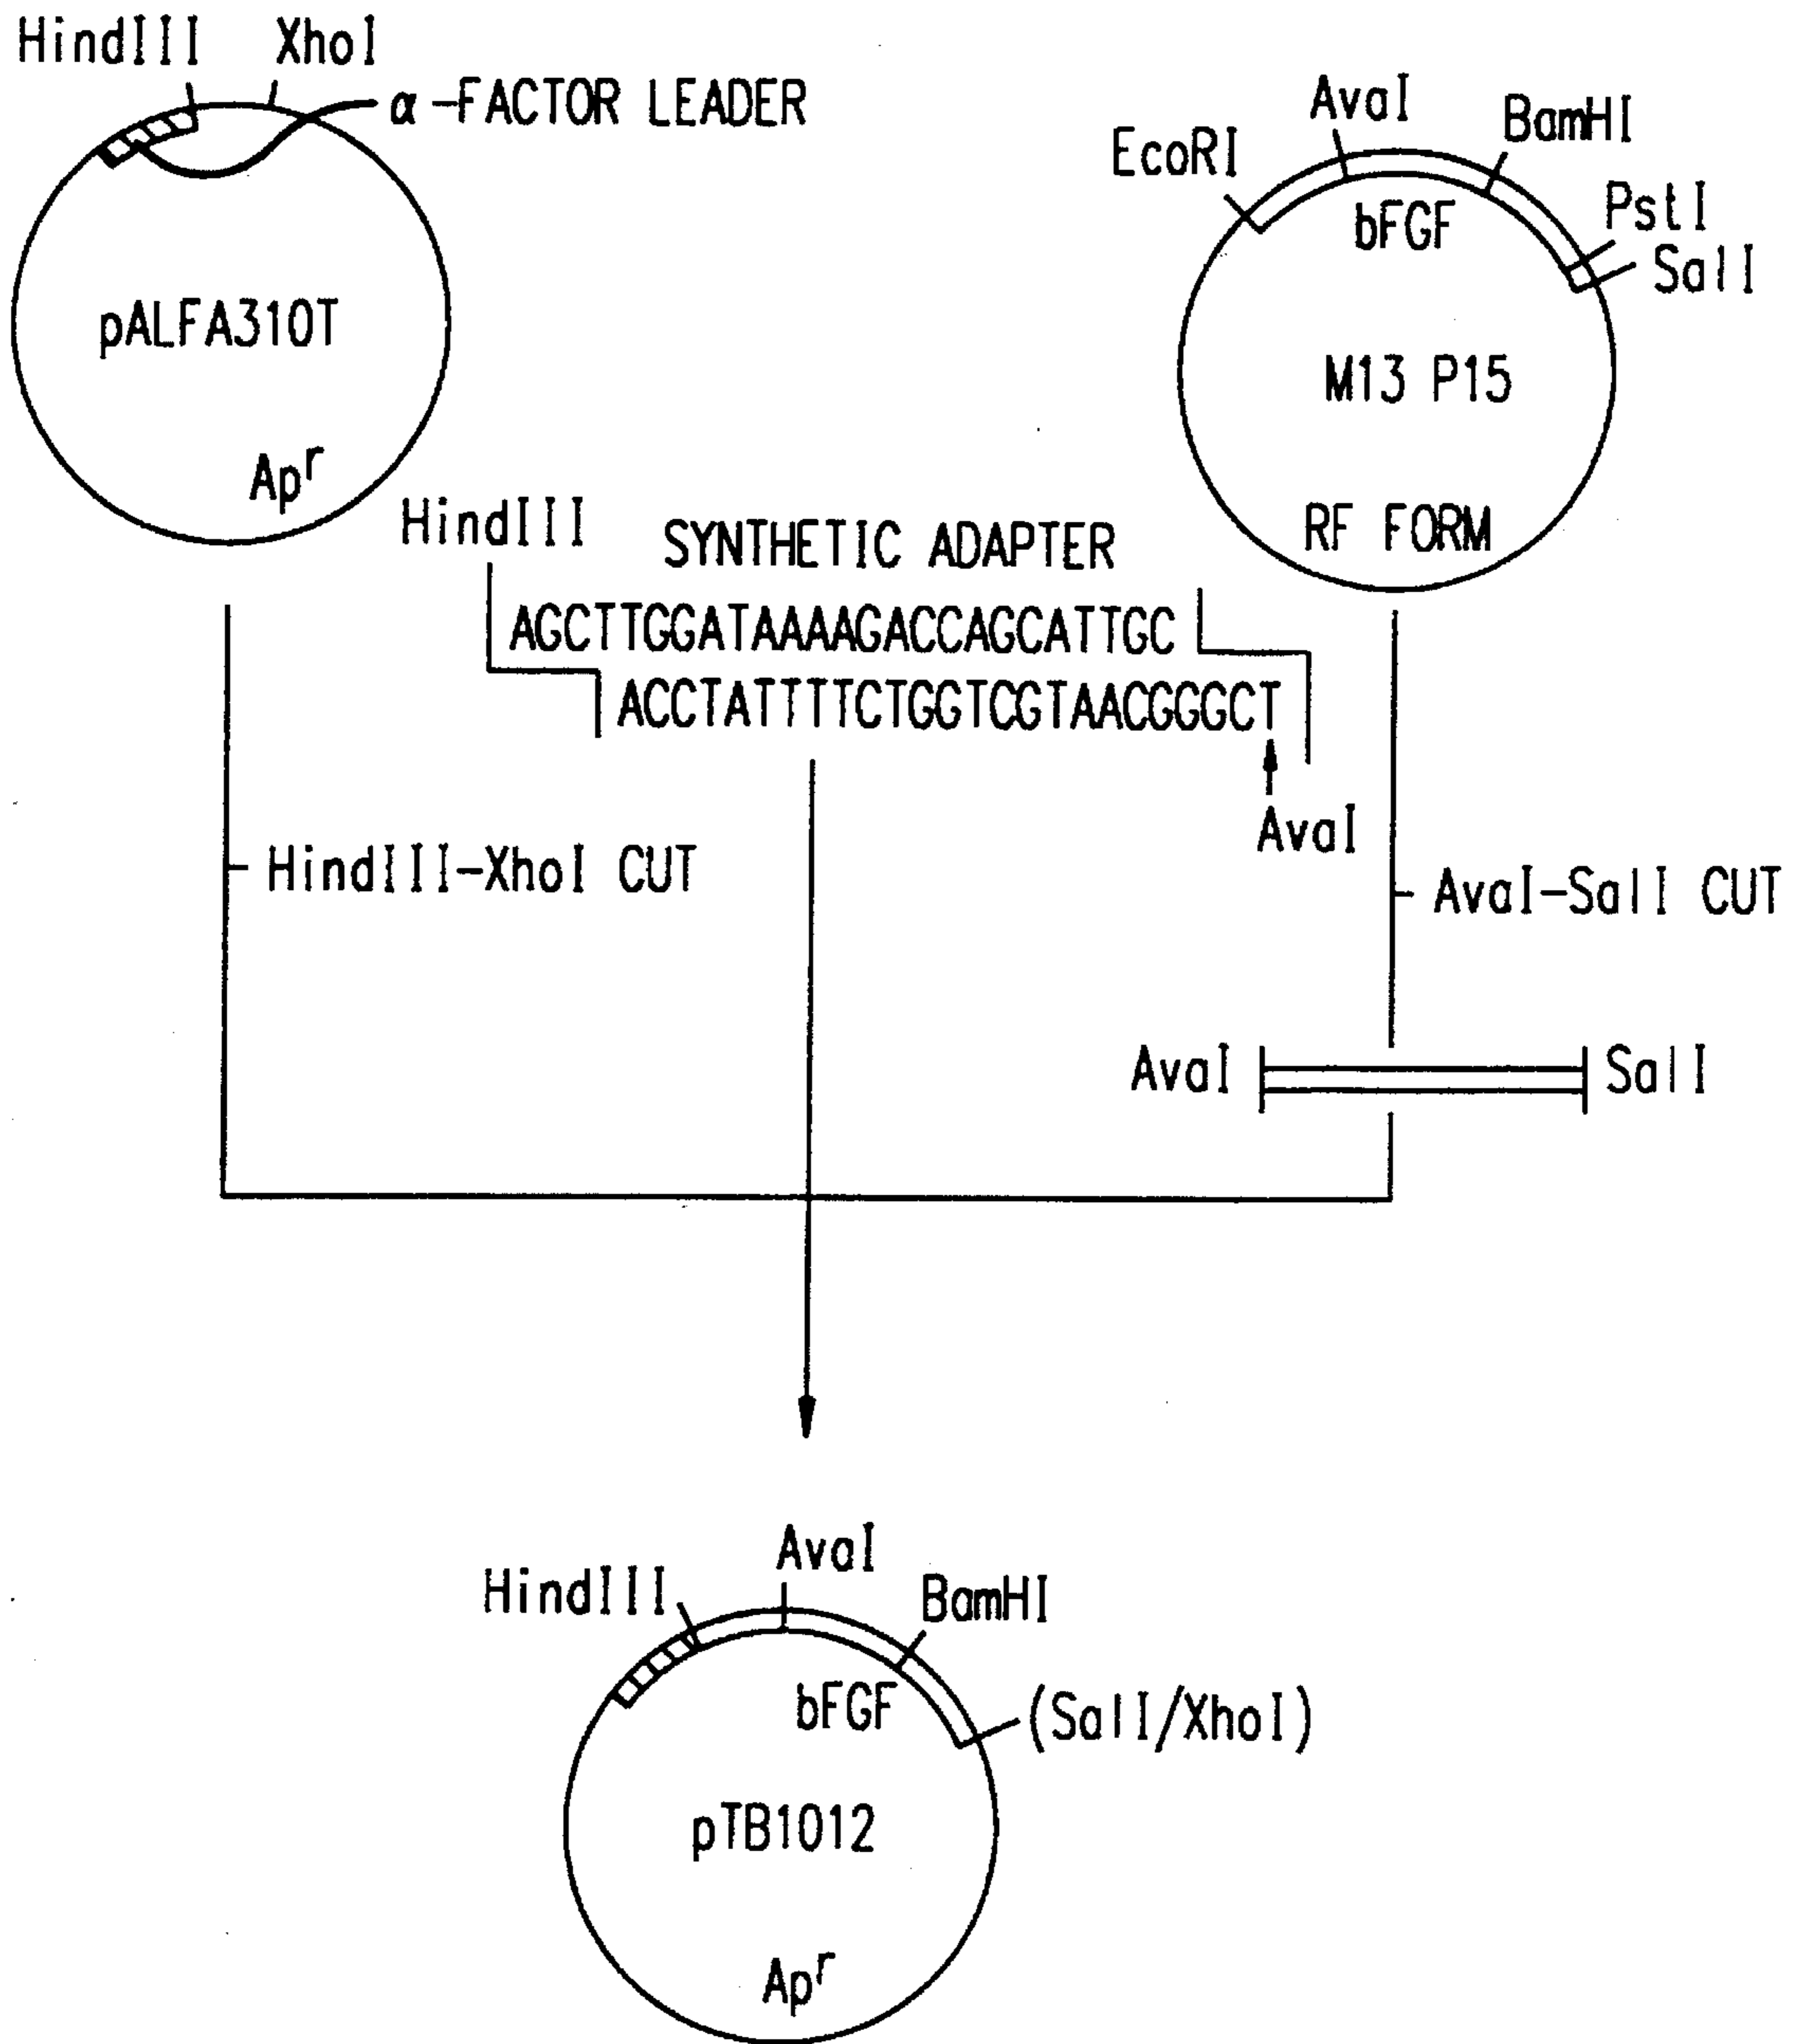 HindIII XhoI
α-FACTOR LEADER
pALFA310T
Apʳ
EcoRI
AvaI
BamHI
PstI
SalI
bFGF
M13 P15
RF FORM
HindIII
SYNTHETIC ADAPTER
AGCTTGGATAAAAGACCAGCATTGC
ACCTATTTTCTGGTCGTAACGGGCT
AvaI
HindIII-XhoI CUT
AvaI-SalI CUT
AvaI
SalI
HindIII
AvaI
BamHI
bFGF
(SalI/XhoI)
pTB1012
Apʳ